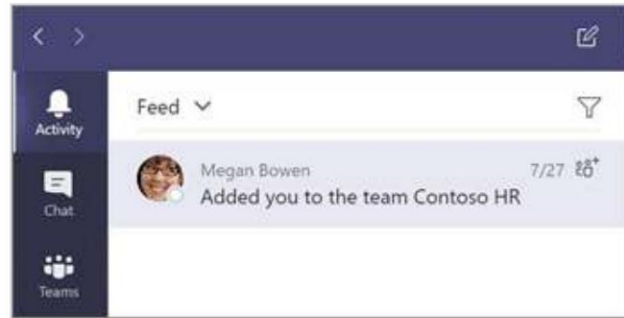 Activity
Feed
Megan Bowen 7/27
Added you to the team Contoso HR
Chat
Teams